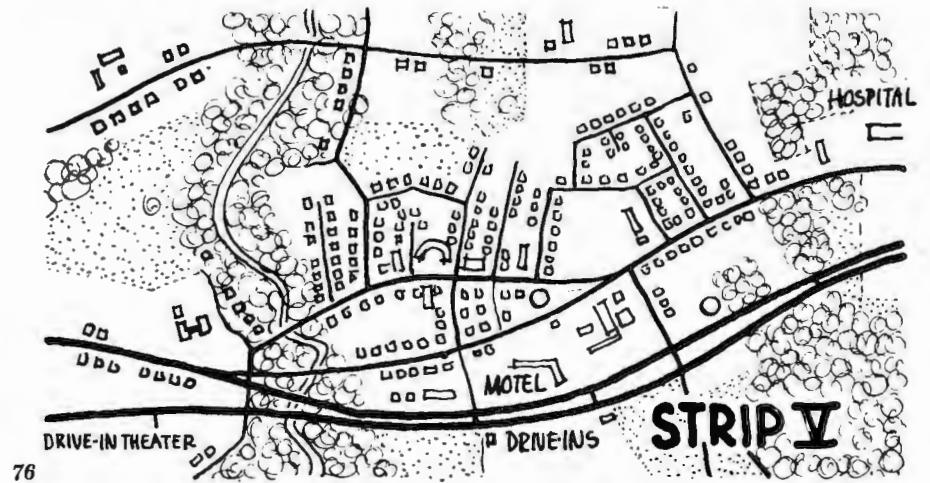 HOSPITAL
MOTEL
STRIP V
DRIVE-IN THEATER
DRIVE-INS
76